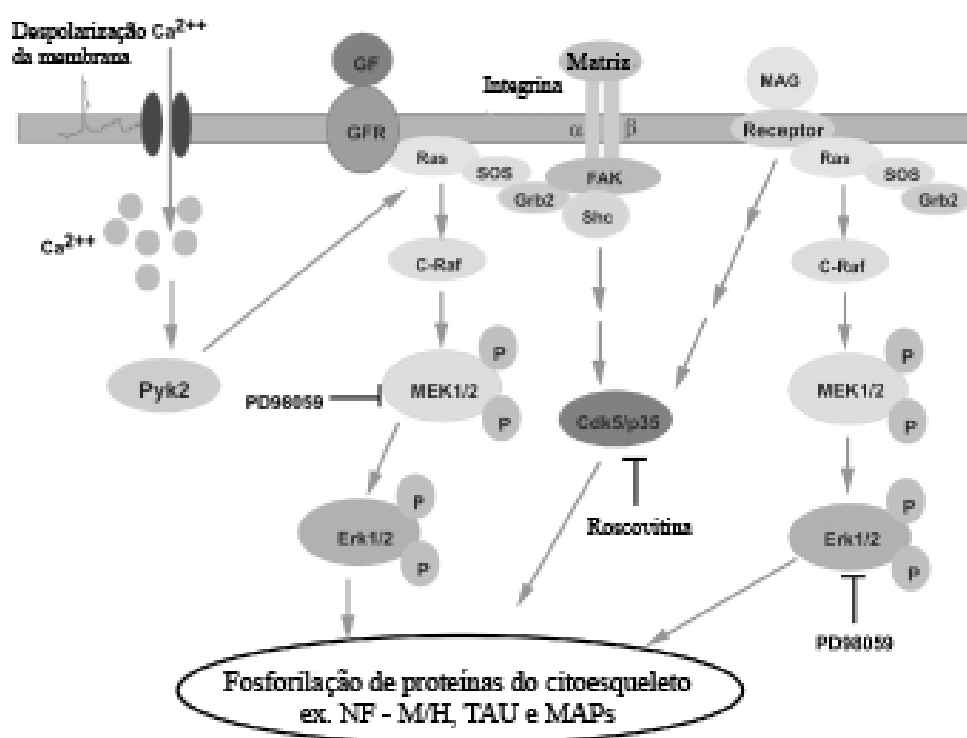 Despolarização Ca2++
da membrana
GF
Matriz
Integrina
MAG
GFR
α
β
Receptor
Ras
SOS
Grb2
FAK
Shc
Ras
SOS
Grb2
Ca2++
C-Raf
C-Raf
Pyk2
PD98059
MEK1/2
P
P
Cdk5/p35
MEK1/2
P
P
Roscovitina
Erk1/2
P
P
Erk1/2
P
P
PD98059
Fosforilação de proteínas do citoesqueleto
ex. NF - M/H, TAU e MAPs